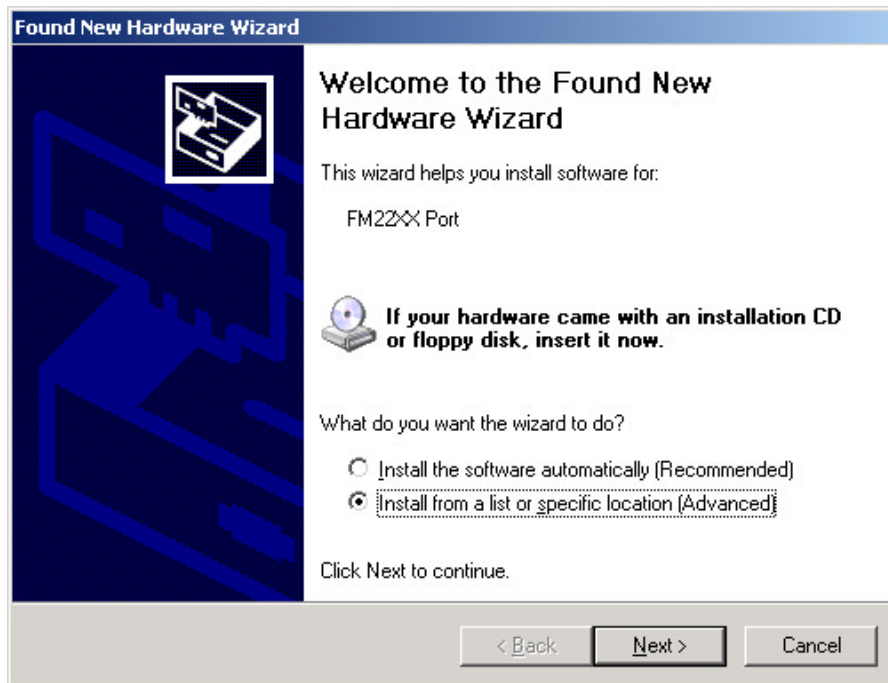 Found New Hardware Wizard
Welcome to the Found New
Hardware Wizard
This wizard helps you install software for:
FM22XX Port
If your hardware came with an installation CD
or floppy disk, insert it now.
What do you want the wizard to do?
Install the software automatically (Recommended)
Install from a list or specific location (Advanced)
Click Next to continue.
< Back
Next >
Cancel